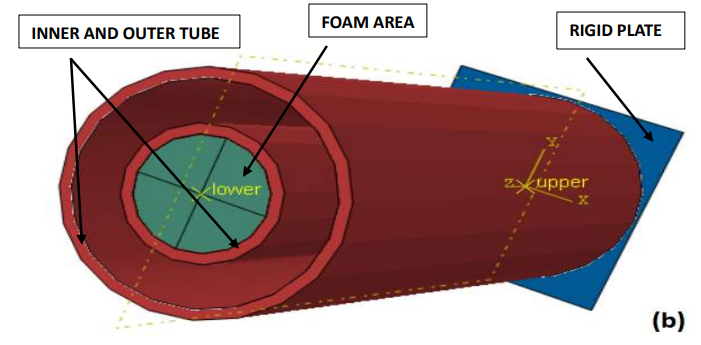 FOAM AREA
INNER AND OUTER TUBE
RIGID PLATE
Y
lower
Z
upper
X
(b)